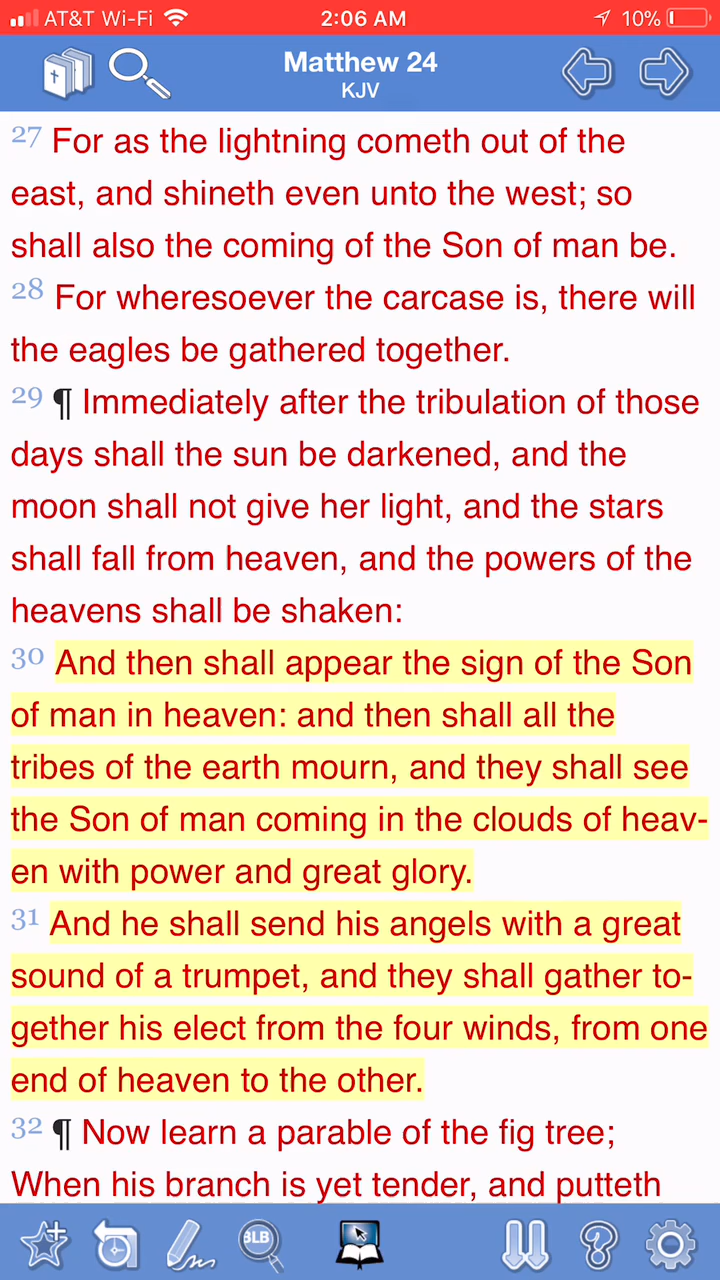 AT&T Wi-Fi 2:06 AM 10%
Matthew 24
KJV
27 For as the lightning cometh out of the
east, and shineth even unto the west; so
shall also the coming of the Son of man be.
28 For wheresoever the carcase is, there will
the eagles be gathered together.
29 ¶ Immediately after the tribulation of those
days shall the sun be darkened, and the
moon shall not give her light, and the stars
shall fall from heaven, and the powers of the
heavens shall be shaken:
30 And then shall appear the sign of the Son
of man in heaven: and then shall all the
tribes of the earth mourn, and they shall see
the Son of man coming in the clouds of heav-
en with power and great glory.
31 And he shall send his angels with a great
sound of a trumpet, and they shall gather to-
gether his elect from the four winds, from one
end of heaven to the other.
32 ¶ Now learn a parable of the fig tree;
When his branch is yet tender, and putteth
BLB